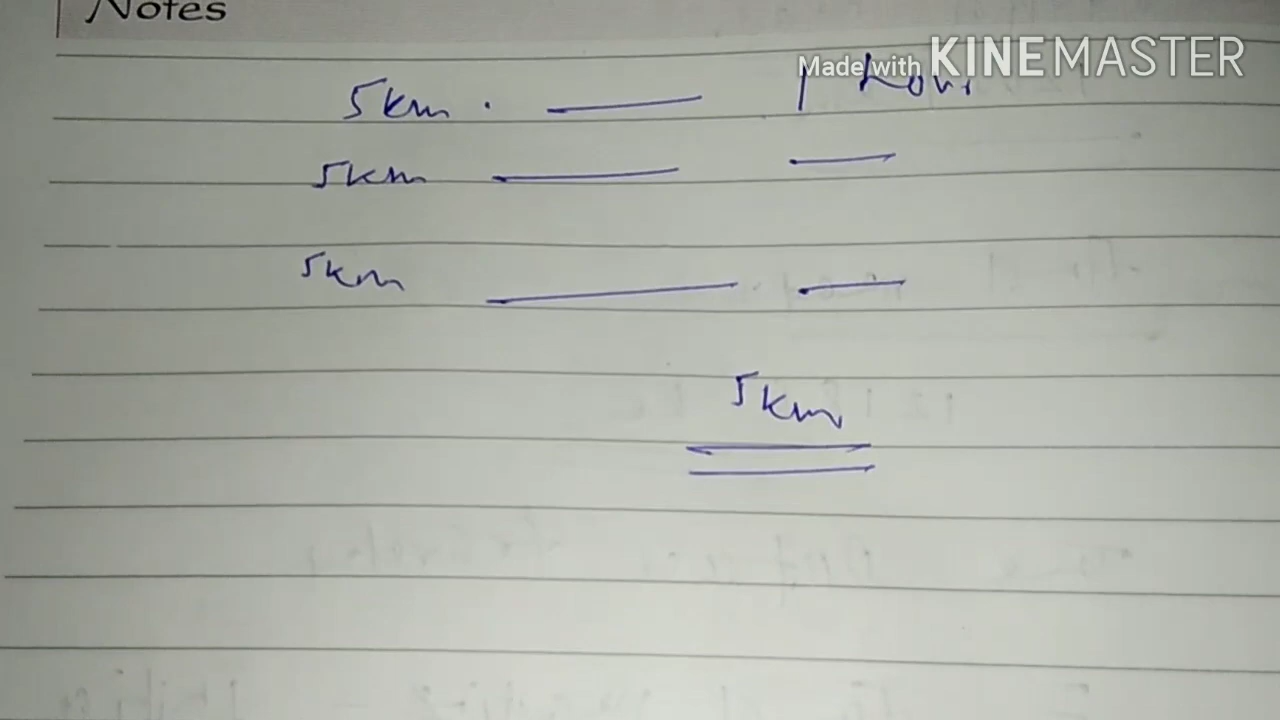 Notes
Made with KINEMASTER
5km. — 1 hour
5km — —
5km — —
5km